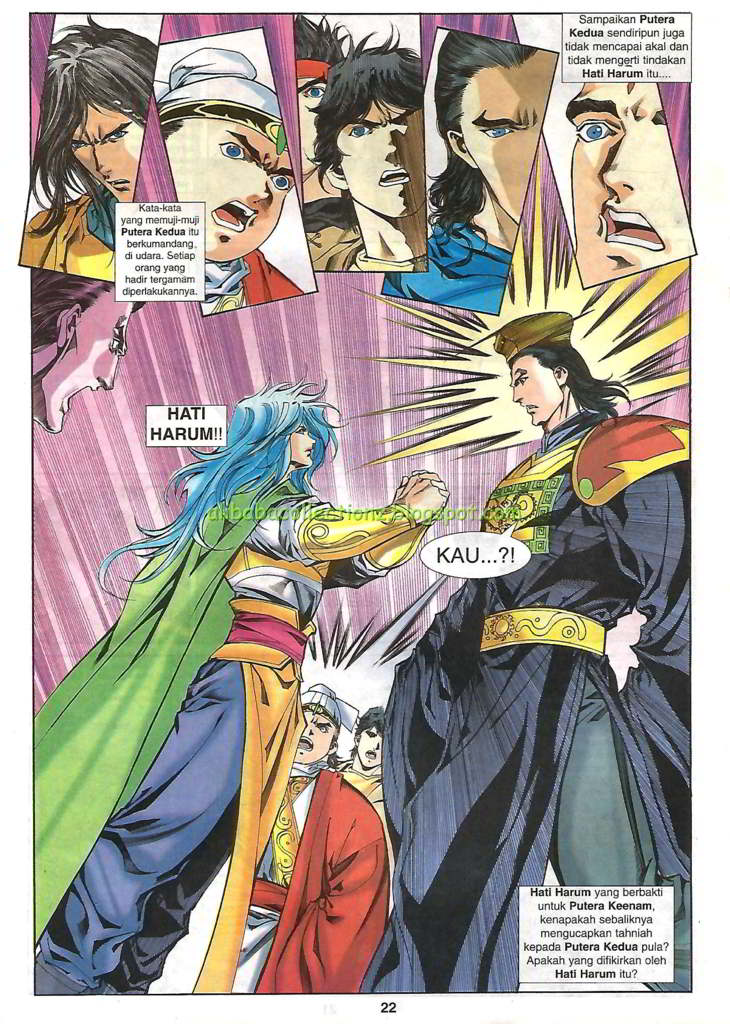 Sampaikan Putera
Kedua sendiripun juga
tidak mencapai akal dan
tidak mengerti tindakan
Hati Harum itu....
Kata-kata
yang memuji-muji
Putera Kedua itu
berkumandang
di udara. Setiap
orang yang
hadir tergamam
diperlakukannya.
HATI
HARUM!!
akbabacollections.blogspot.com
KAU...?!
Hati Harum yang berbakti
untuk Putera Keenam,
kenapakah sebaliknya
mengucapkan tahniah
kepada Putera Kedua pula?
Apakah yang difikirkan oleh
Hati Harum itu?
22